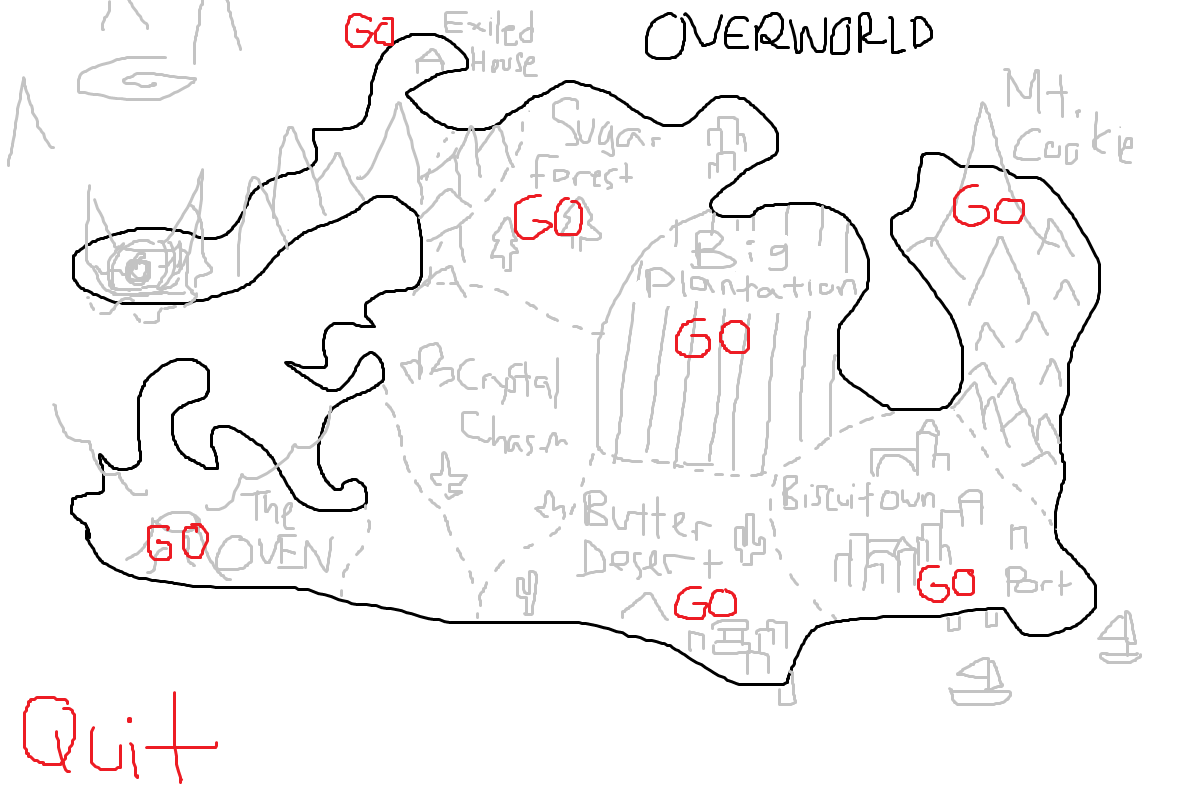 GO
Exiled
House
OVERWORLD
Mt.
Cookie
GO
Sugar
Forest
GO
Big
Plantation
GO
Crystal
Chasm
The
OVEN
GO
Butter
Desert
GO
Biscuitown
GO
Port
Quit